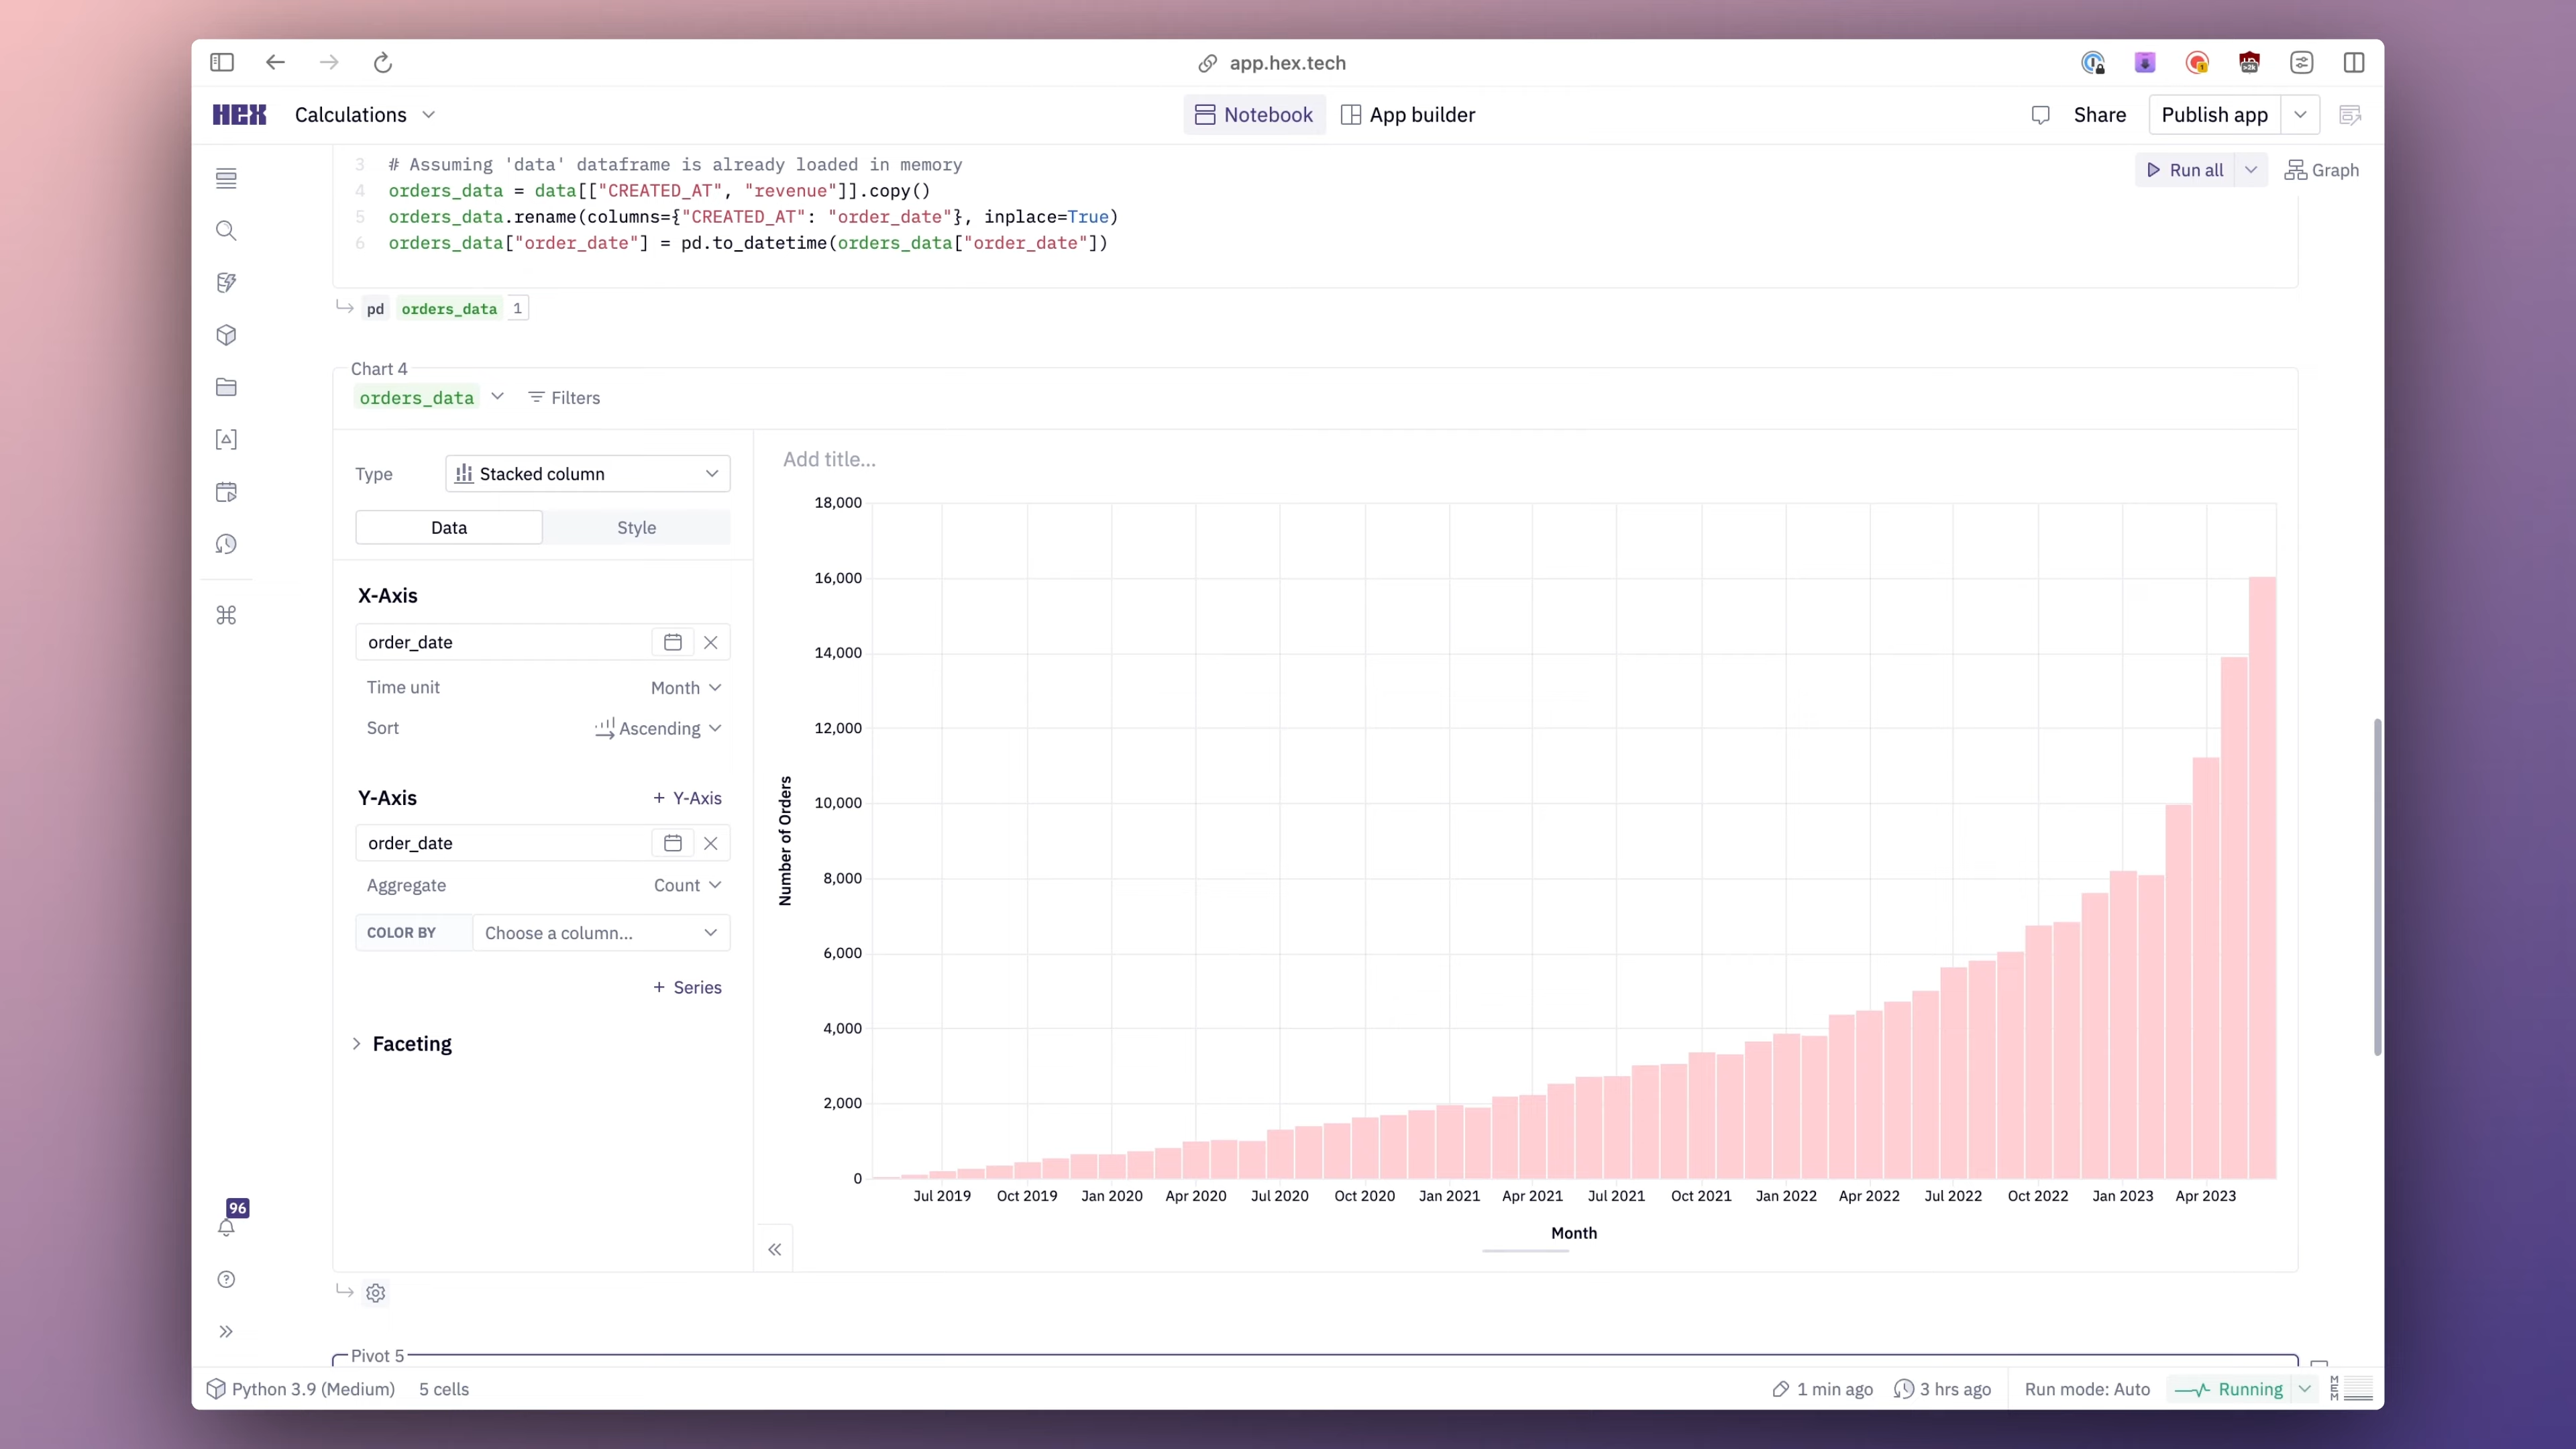 app.hex.tech
HEX Calculations Notebook App builder Share Publish app
3 # Assuming 'data' dataframe is already loaded in memory
4 orders_data = data[["CREATED_AT", "revenue"]].copy()
5 orders_data.rename(columns={"CREATED_AT": "order_date"}, inplace=True)
6 orders_data["order_date"] = pd.to_datetime(orders_data["order_date"])
Run all Graph
pd orders_data 1
Chart 4
orders_data Filters
Type Stacked column
Data Style
X-Axis
order_date
Time unit Month
Sort Ascending
Y-Axis + Y-Axis
order_date
Aggregate Count
COLOR BY Choose a column...
+ Series
Faceting
Add title...
18,000
16,000
14,000
12,000
10,000
8,000
6,000
4,000
2,000
0
Number of Orders
Jul 2019 Oct 2019 Jan 2020 Apr 2020 Jul 2020 Oct 2020 Jan 2021 Apr 2021 Jul 2021 Oct 2021 Jan 2022 Apr 2022 Jul 2022 Oct 2022 Jan 2023 Apr 2023
Month
96
Pivot 5
Python 3.9 (Medium) 5 cells 1 min ago 3 hrs ago Run mode: Auto Running MEM